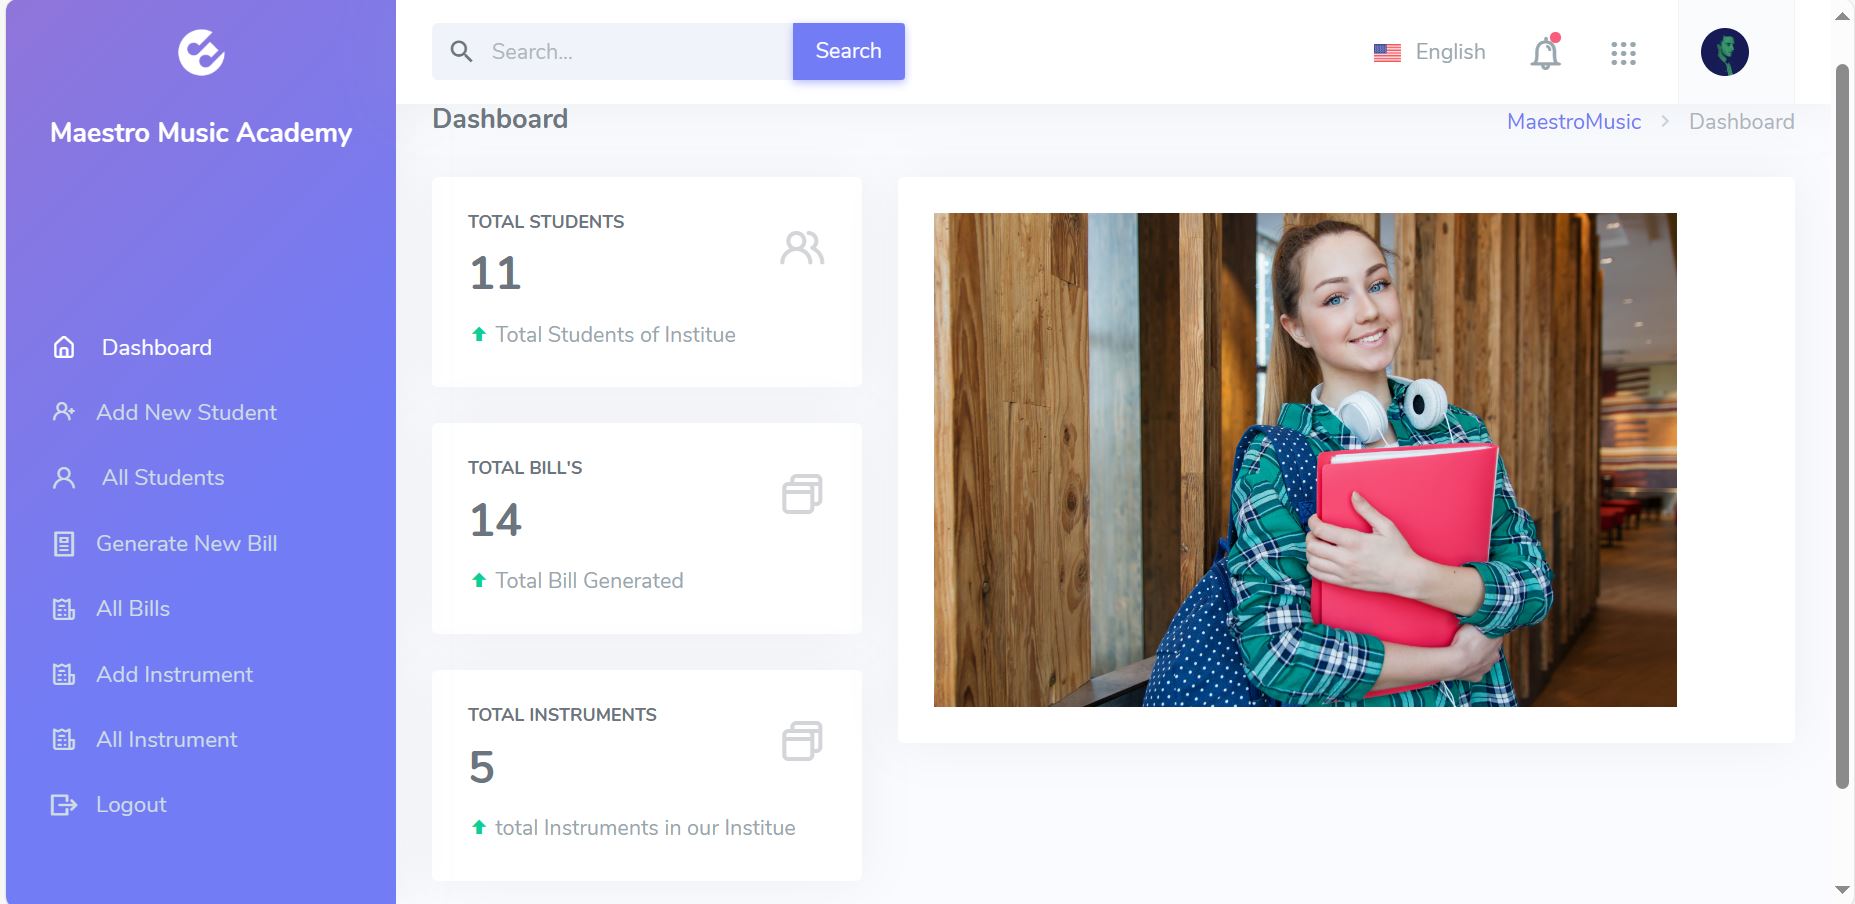 Maestro Music Academy
Dashboard
Add New Student
All Students
Generate New Bill
All Bills
Add Instrument
All Instrument
Logout
Search...
Search
English
Dashboard
MaestroMusic > Dashboard
TOTAL STUDENTS
11
Total Students of Institue
TOTAL BILL'S
14
Total Bill Generated
TOTAL INSTRUMENTS
5
total Instruments in our Institue